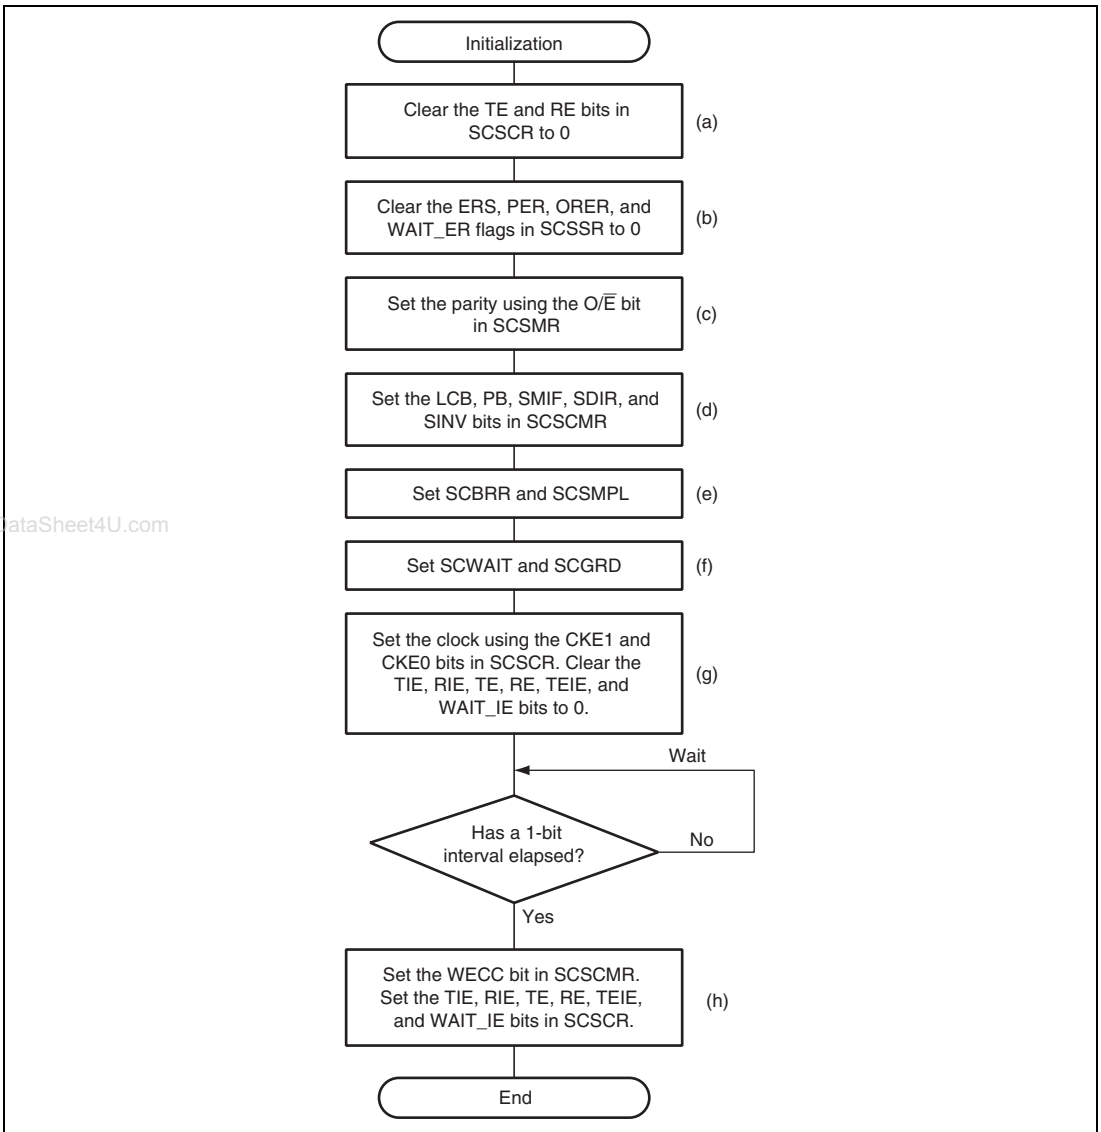 Initialization
Clear the TE and RE bits in
SCSCR to 0
(a)
Clear the ERS, PER, ORER, and
WAIT_ER flags in SCSSR to 0
(b)
Set the parity using the O/E̅ bit
in SCSMR
(c)
Set the LCB, PB, SMIF, SDIR, and
SINV bits in SCSCMR
(d)
Set SCBRR and SCSMPL
(e)
DataSheet4U.com
Set SCWAIT and SCGRD
(f)
Set the clock using the CKE1 and
CKE0 bits in SCSCR. Clear the
TIE, RIE, TE, RE, TEIE, and
WAIT_IE bits to 0.
(g)
Wait
Has a 1-bit
interval elapsed?
No
Yes
Set the WECC bit in SCSCMR.
Set the TIE, RIE, TE, RE, TEIE,
and WAIT_IE bits in SCSCR.
(h)
End